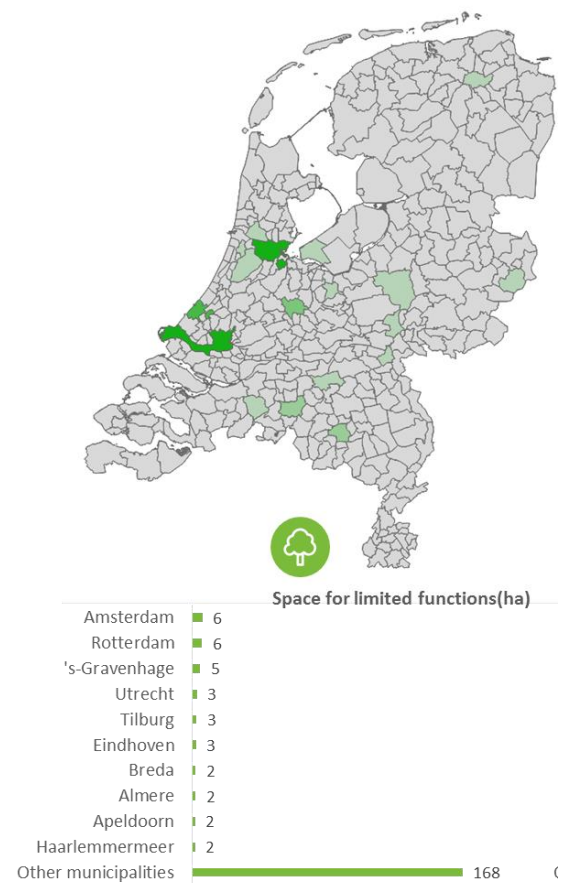 Space for limited functions(ha)
Amsterdam 6
Rotterdam 6
's-Gravenhage 5
Utrecht 3
Tilburg 3
Eindhoven 3
Breda 2
Almere 2
Apeldoorn 2
Haarlemmermeer 2
Other municipalities 168